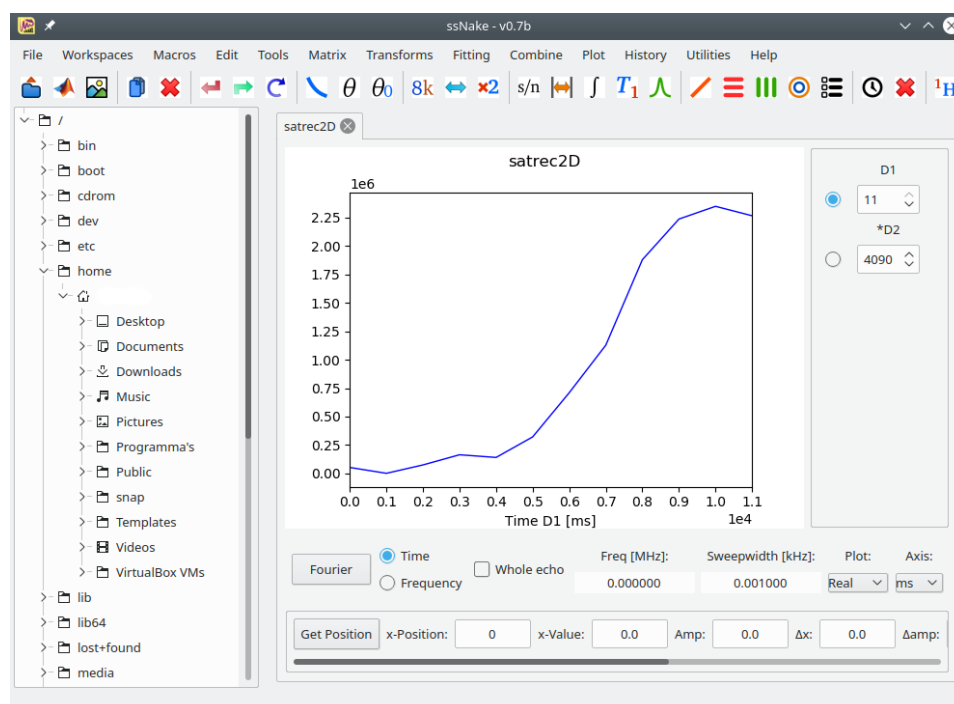 ssNake - v0.7b
File Workspaces Macros Edit Tools Matrix Transforms Fitting Combine Plot History Utilities Help
θ θ0 8k ×2 s/n ∫ T1 1H
/
bin
boot
cdrom
dev
etc
home
Desktop
Documents
Downloads
Music
Pictures
Programma's
Public
snap
Templates
Videos
VirtualBox VMs
lib
lib64
lost+found
media
satrec2D
satrec2D
1e6
2.25
2.00
1.75
1.50
1.25
1.00
0.75
0.50
0.25
0.00
0.0 0.1 0.2 0.3 0.4 0.5 0.6 0.7 0.8 0.9 1.0 1.1
Time D1 [ms] 1e4
D1
11
*D2
4090
Fourier
Time
Frequency
Whole echo
Freq [MHz]: Sweepwidth [kHz]: Plot: Axis:
0.000000 0.001000 Real ms
Get Position x-Position: 0 x-Value: 0.0 Amp: 0.0 Δx: 0.0 Δamp: